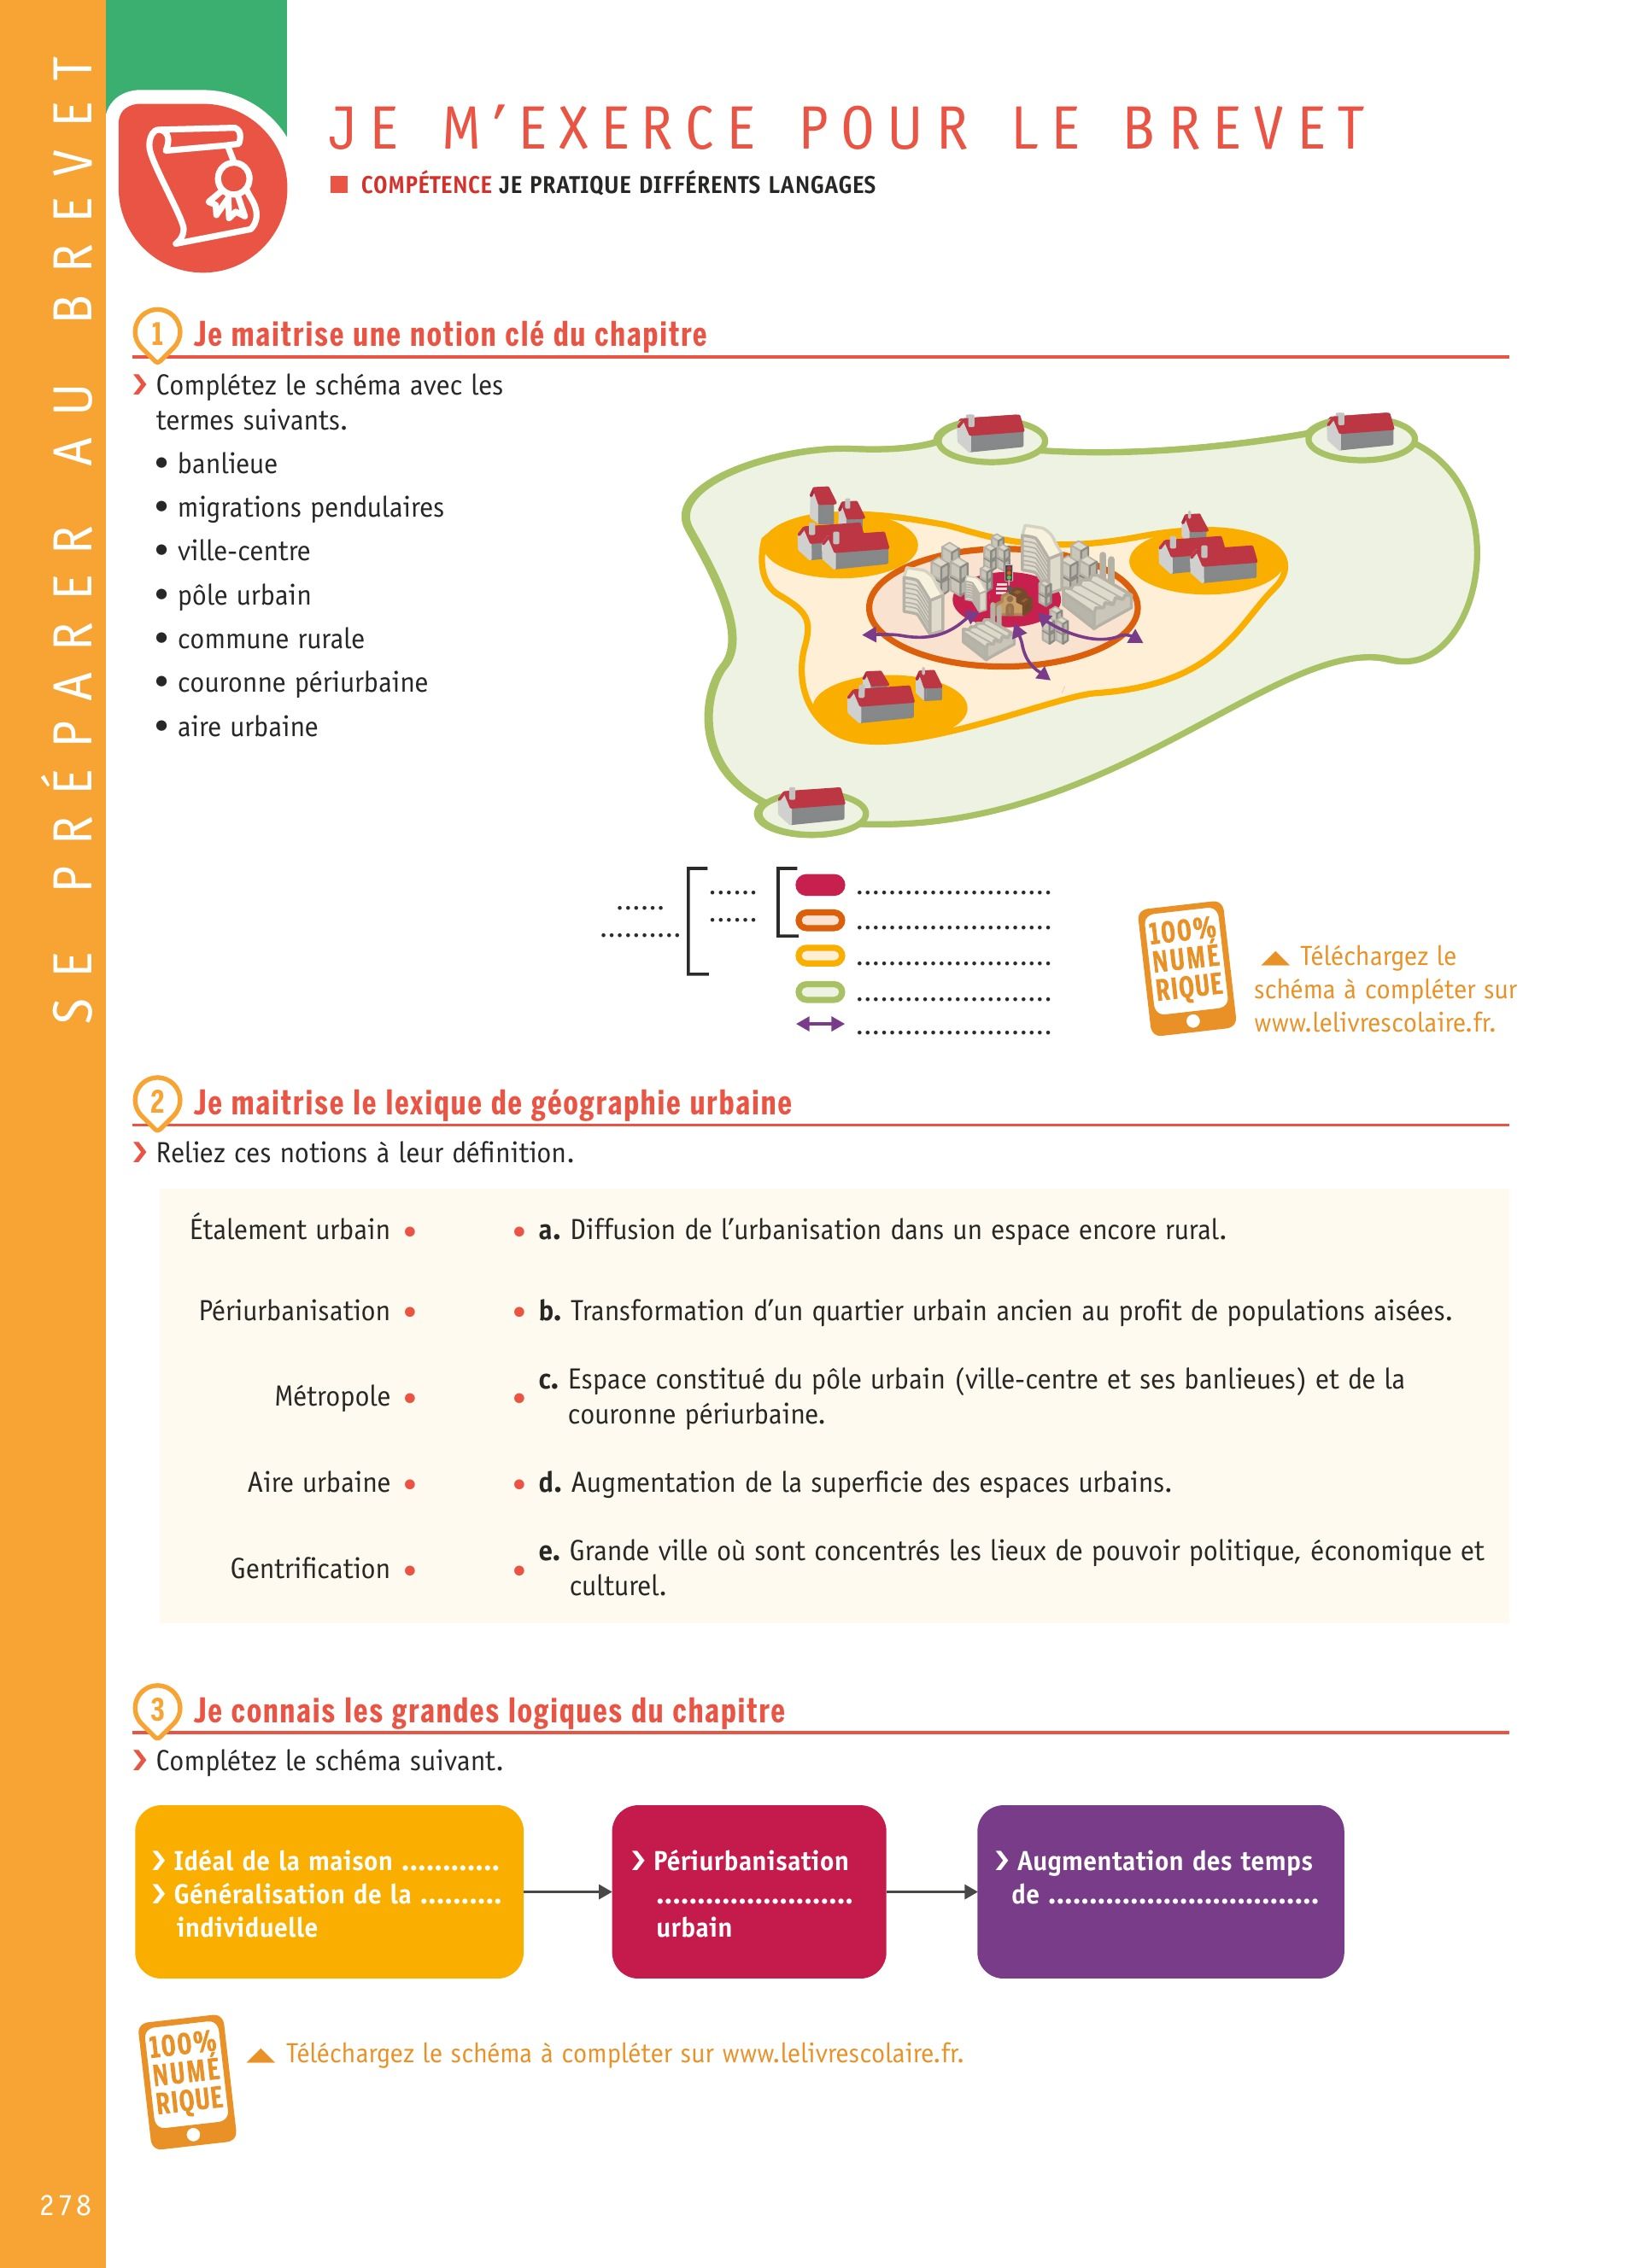 SE PRÉPARER AU BREVET
JE M'EXERCE POUR LE BREVET
COMPÉTENCE JE PRATIQUE DIFFÉRENTS LANGAGES
1 Je maitrise une notion clé du chapitre
› Complétez le schéma avec les
termes suivants.
• banlieue
• migrations pendulaires
• ville-centre
• pôle urbain
• commune rurale
• couronne périurbaine
• aire urbaine
...... ...... ........................
.......... ...... ........................
........................
........................
........................
100%
NUMÉ
RIQUE
Téléchargez le
schéma à compléter sur
www.lelivrescolaire.fr.
2 Je maitrise le lexique de géographie urbaine
› Reliez ces notions à leur définition.
Étalement urbain • • a. Diffusion de l'urbanisation dans un espace encore rural.
Périurbanisation • • b. Transformation d'un quartier urbain ancien au profit de populations aisées.
Métropole • • c. Espace constitué du pôle urbain (ville-centre et ses banlieues) et de la
couronne périurbaine.
Aire urbaine • • d. Augmentation de la superficie des espaces urbains.
Gentrification • • e. Grande ville où sont concentrés les lieux de pouvoir politique, économique et
culturel.
3 Je connais les grandes logiques du chapitre
› Complétez le schéma suivant.
› Idéal de la maison ............
› Généralisation de la ..........
individuelle
› Périurbanisation
........................
urbain
› Augmentation des temps
de .................................
100%
NUMÉ
RIQUE
Téléchargez le schéma à compléter sur www.lelivrescolaire.fr.
278